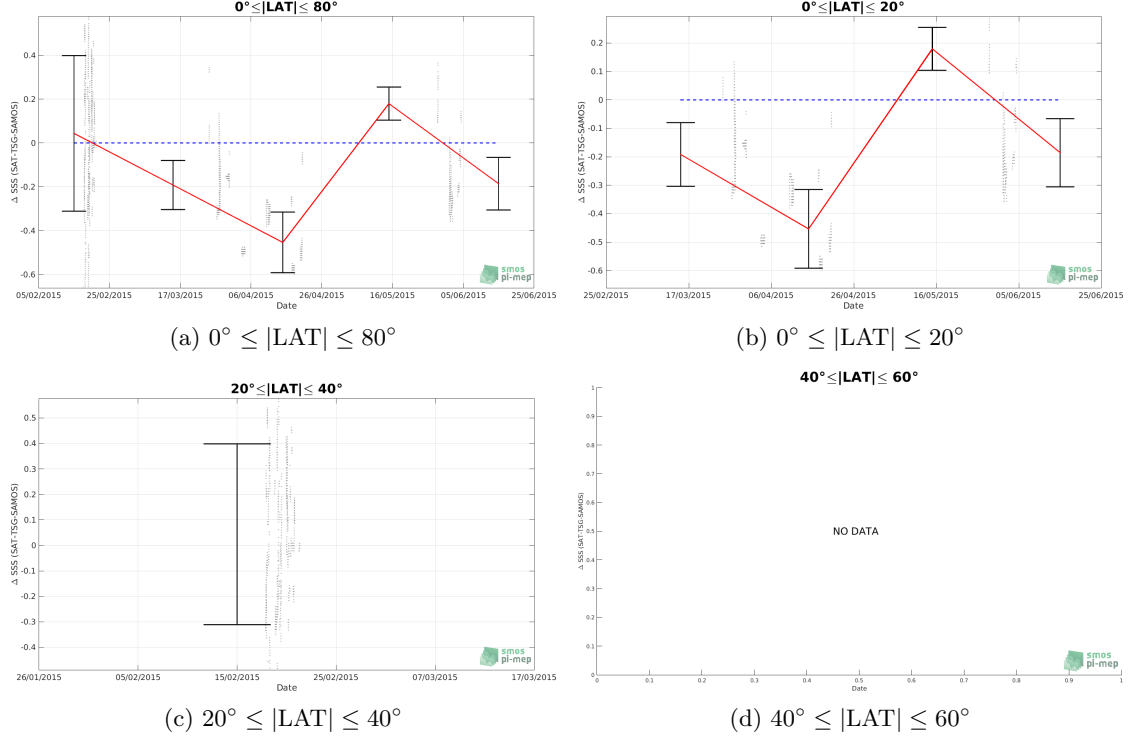 0°≤|LAT|≤ 80°
Δ SSS (SAT-TSG-SAMOS)
0.4
0.2
0
-0.2
-0.4
-0.6
05/02/2015 25/02/2015 17/03/2015 06/04/2015 26/04/2015 16/05/2015 05/06/2015 25/06/2015
Date
smos
pi-mep
(a) 0° ≤ |LAT| ≤ 80°
0°≤|LAT|≤ 20°
Δ SSS (SAT-TSG-SAMOS)
0.2
0.1
0
-0.1
-0.2
-0.3
-0.4
-0.5
-0.6
25/02/2015 17/03/2015 06/04/2015 26/04/2015 16/05/2015 05/06/2015 25/06/2015
Date
smos
pi-mep
(b) 0° ≤ |LAT| ≤ 20°
20°≤|LAT|≤ 40°
Δ SSS (SAT-TSG-SAMOS)
0.5
0.4
0.3
0.2
0.1
0
-0.1
-0.2
-0.3
-0.4
26/01/2015 05/02/2015 15/02/2015 25/02/2015 07/03/2015 17/03/2015
Date
smos
pi-mep
(c) 20° ≤ |LAT| ≤ 40°
40°≤|LAT|≤ 60°
Δ SSS (SAT-TSG-SAMOS)
1
0.9
0.8
0.7
0.6
0.5
0.4
0.3
0.2
0.1
0
NO DATA
0 0.1 0.2 0.3 0.4 0.5 0.6 0.7 0.8 0.9 1
Date
smos
pi-mep
(d) 40° ≤ |LAT| ≤ 60°